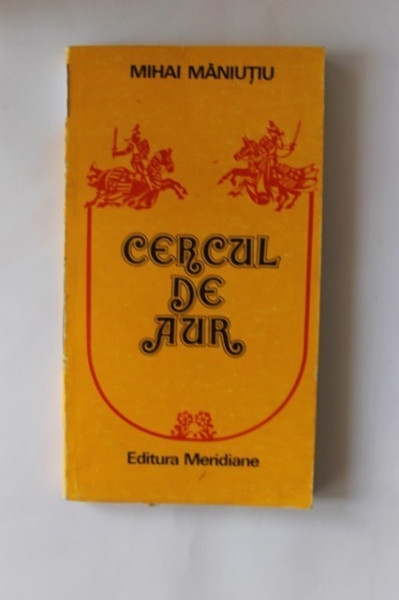 MIHAI MĂNIUȚIU
CERCUL
DE
AUR
Editura Meridiane